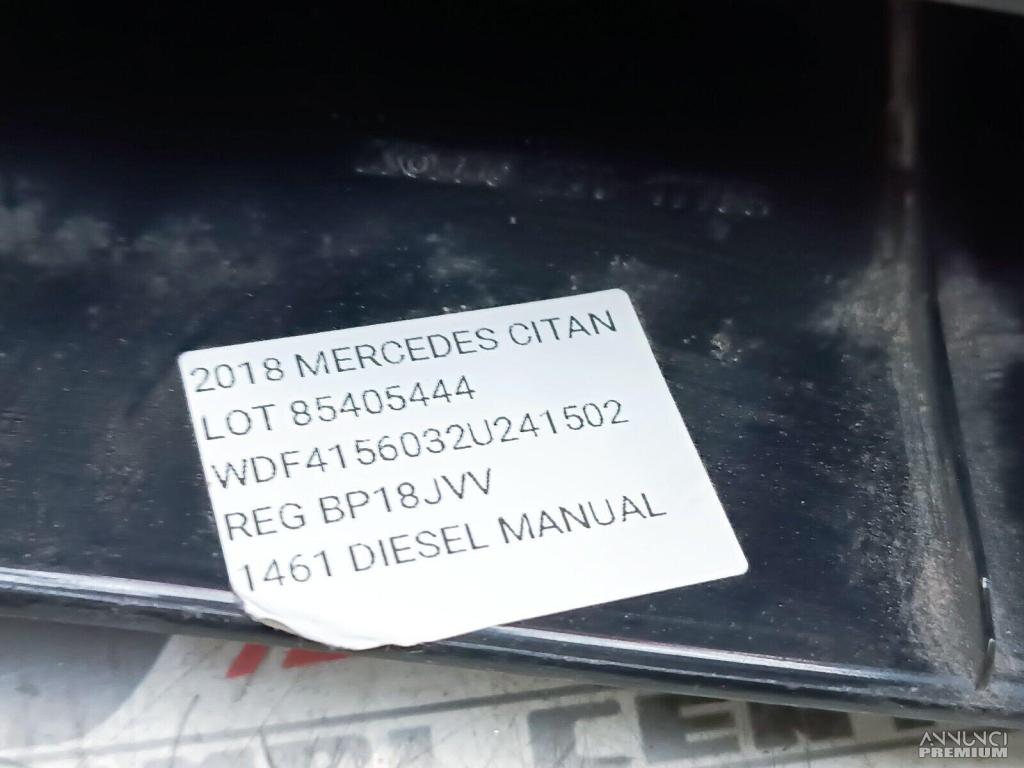 2018 MERCEDES CITAN
LOT 85405444
WDF4156032U241502
REG BP18JVV
1461 DIESEL MANUAL
ANNUNCI
PREMIUM